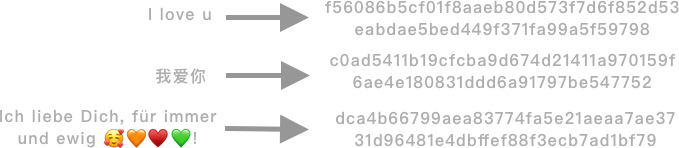 I love u
f56086b5cf01f8aaeb80d573f7d6f852d53
eabdae5bed449f371fa99a5f59798
我爱你
c0ad5411b19cfcba9d674d21411a970159f
6ae4e180831ddd6a91797be547752
Ich liebe Dich, für immer
und ewig 🥰🧡❤️💚!
dca4b66799aea83774fa5e21aeaa7ae37
31d96481e4dbffef88f3ecb7ad1bf79